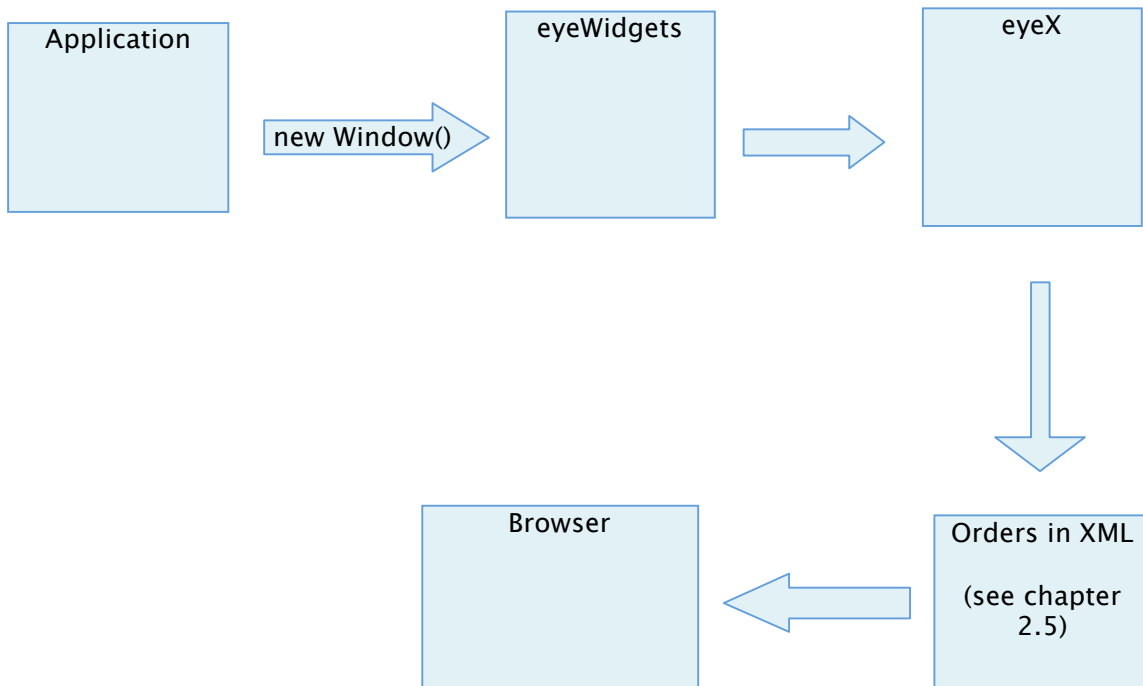 Application
eyeWidgets
eyeX
new Window()
Browser
Orders in XML
(see chapter
2.5)